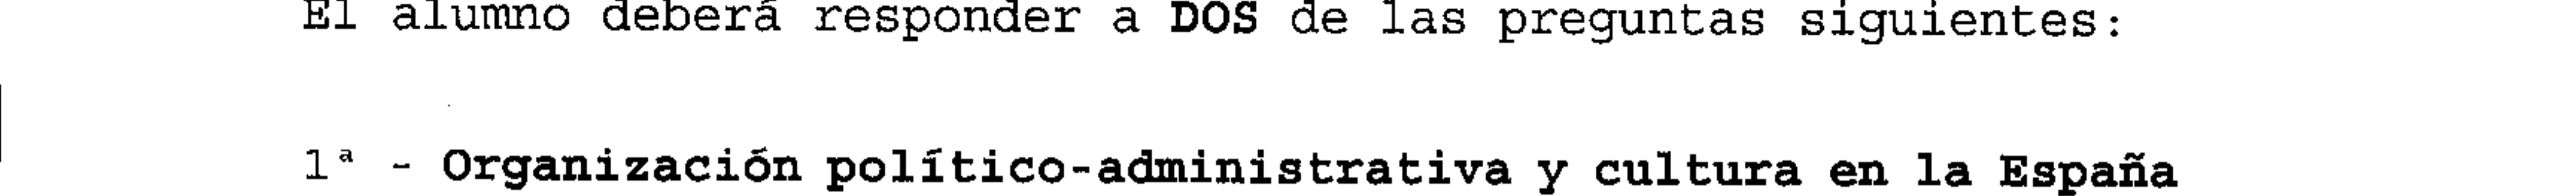 El alumno deberá responder a DOS de las preguntas siguientes:
1ª - Organización político-administrativa y cultura en la España